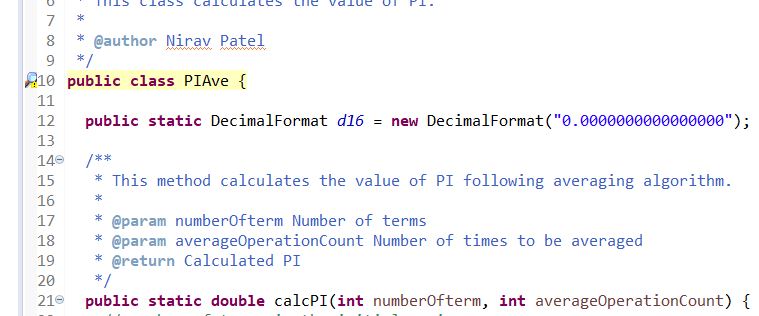 6 * This class calculates the value of PI.
7 *
8 * @author Nirav Patel
9 */
10 public class PIAve {
11
12 public static DecimalFormat d16 = new DecimalFormat("0.0000000000000000");
13
14 /**
15 * This method calculates the value of PI following averaging algorithm.
16 *
17 * @param numberOfterm Number of terms
18 * @param averageOperationCount Number of times to be averaged
19 * @return Calculated PI
20 */
21 public static double calcPI(int numberOfterm, int averageOperationCount) {